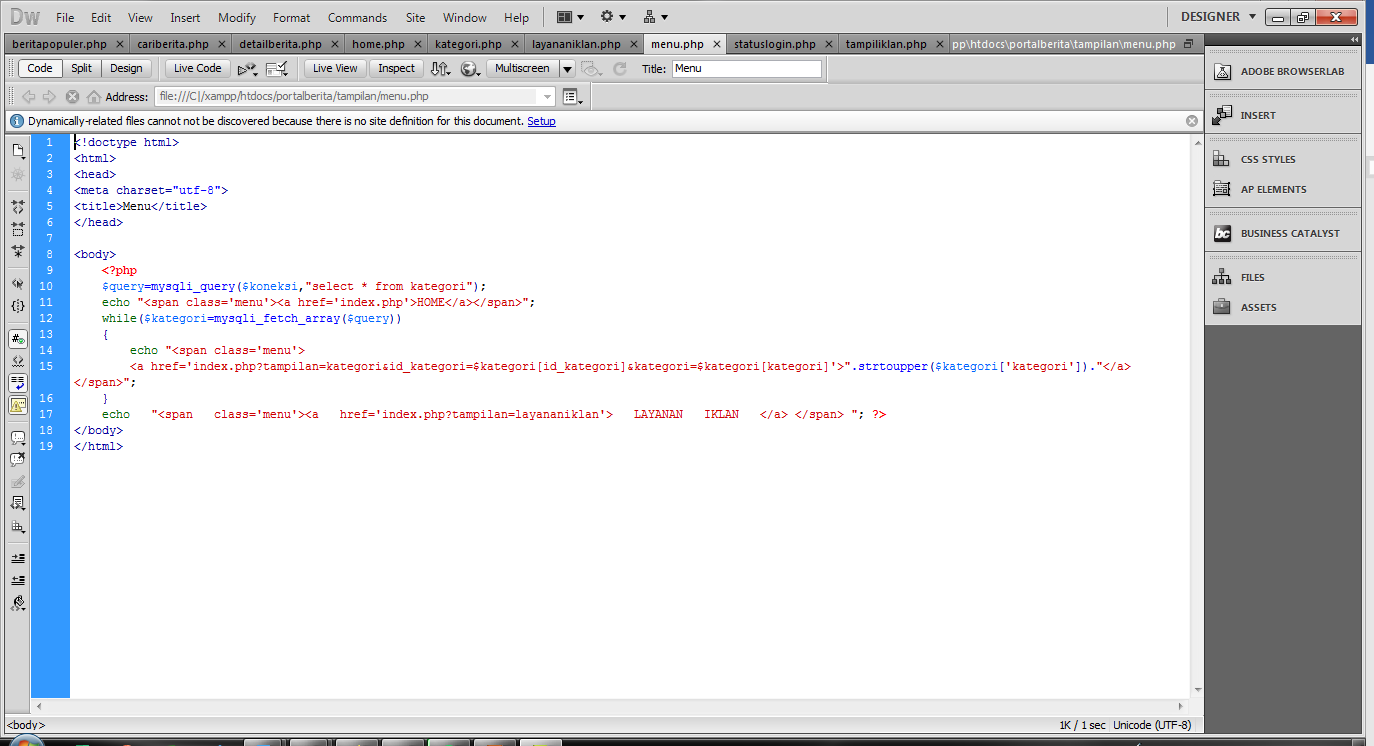 Dw File Edit View Insert Modify Format Commands Site Window Help DESIGNER
beritapopuler.php cariberita.php detailberita.php home.php kategori.php layananiklan.php menu.php statuslogin.php tampiliklan.php pp\htdocs\portalberita\tampilan\menu.php
Code Split Design Live Code Live View Inspect Multiscreen Title: Menu
Address: file:///C|/xampp/htdocs/portalberita/tampilan/menu.php
Dynamically-related files cannot not be discovered because there is no site definition for this document. Setup
1 <!doctype html>
2 <html>
3 <head>
4 <meta charset="utf-8">
5 <title>Menu</title>
6 </head>
7
8 <body>
9 <?php
10 $query=mysqli_query($koneksi,"select * from kategori");
11 echo "<span class='menu'><a href='index.php'>HOME</a></span>";
12 while($kategori=mysqli_fetch_array($query))
13 {
14 echo "<span class='menu'>
15 <a href='index.php?tampilan=kategori&id_kategori=$kategori[id_kategori]&kategori=$kategori[kategori]'>".strtoupper($kategori['kategori'])."</a>
</span>";
16 }
17 echo "<span class='menu'><a href='index.php?tampilan=layananiklan'> LAYANAN IKLAN </a> </span> "; ?>
18 </body>
19 </html>
<body> 1K / 1 sec Unicode (UTF-8)
ADOBE BROWSERLAB
INSERT
CSS STYLES
AP ELEMENTS
bc BUSINESS CATALYST
FILES
ASSETS